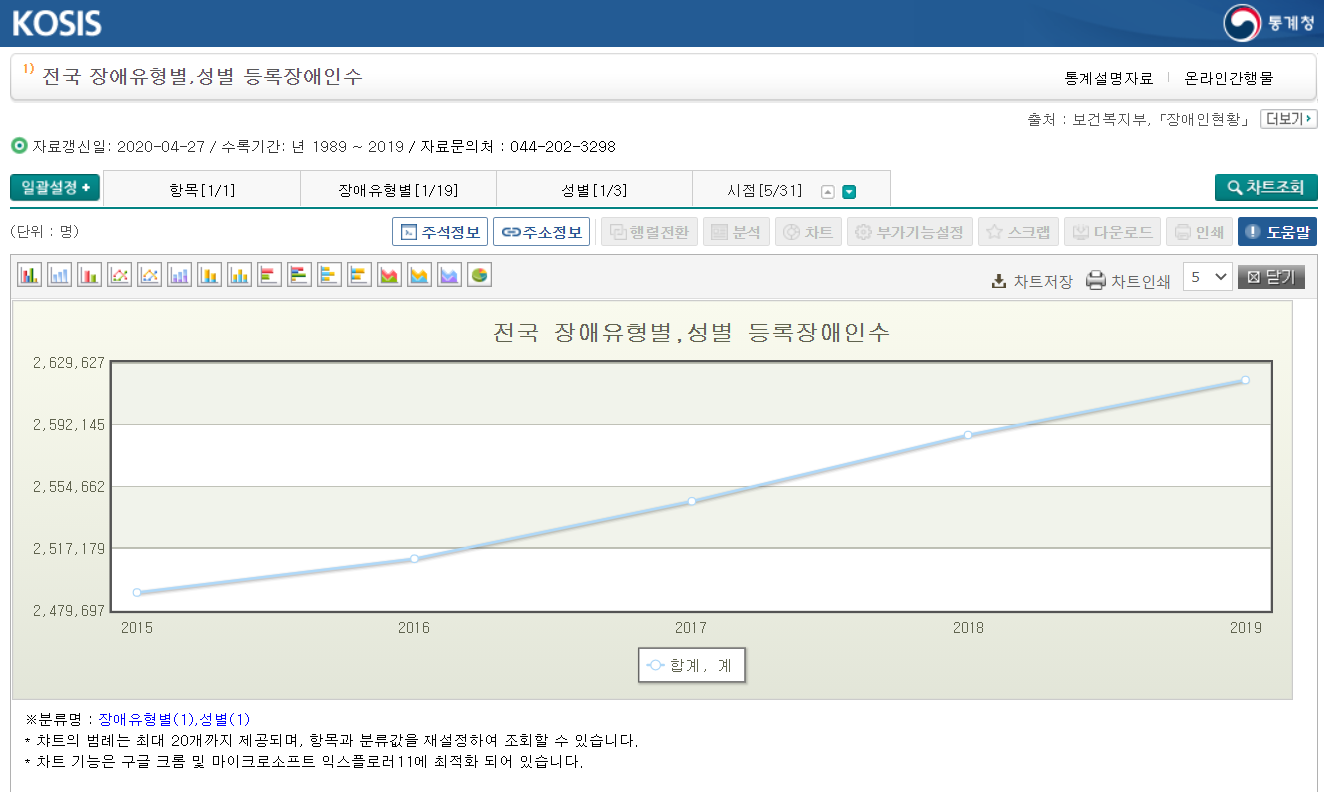 KOSIS
통계청
1) 전국 장애유형별,성별 등록장애인수
통계설명자료
온라인간행물
출처 : 보건복지부, 「장애인현황」 더보기
자료갱신일: 2020-04-27 / 수록기간: 년 1989 ~ 2019 / 자료문의처 : 044-202-3298
일괄설정 +
항목[1/1]
장애유형별[1/19]
성별[1/3]
시점[5/31]
차트조회
(단위 : 명)
주석정보
주소정보
행렬전환
분석
차트
부가기능설정
스크랩
다운로드
인쇄
도움말
차트저장
차트인쇄
5
닫기
전국 장애유형별,성별 등록장애인수
2,629,627
2,592,145
2,554,662
2,517,179
2,479,697
2015 2016 2017 2018 2019
합계, 계
※분류명 : 장애유형별(1),성별(1)
* 챠트의 범례는 최대 20개까지 제공되며, 항목과 분류값을 재설정하여 조회할 수 있습니다.
* 차트 기능은 구글 크롬 및 마이크로소프트 익스플로러11에 최적화 되어 있습니다.